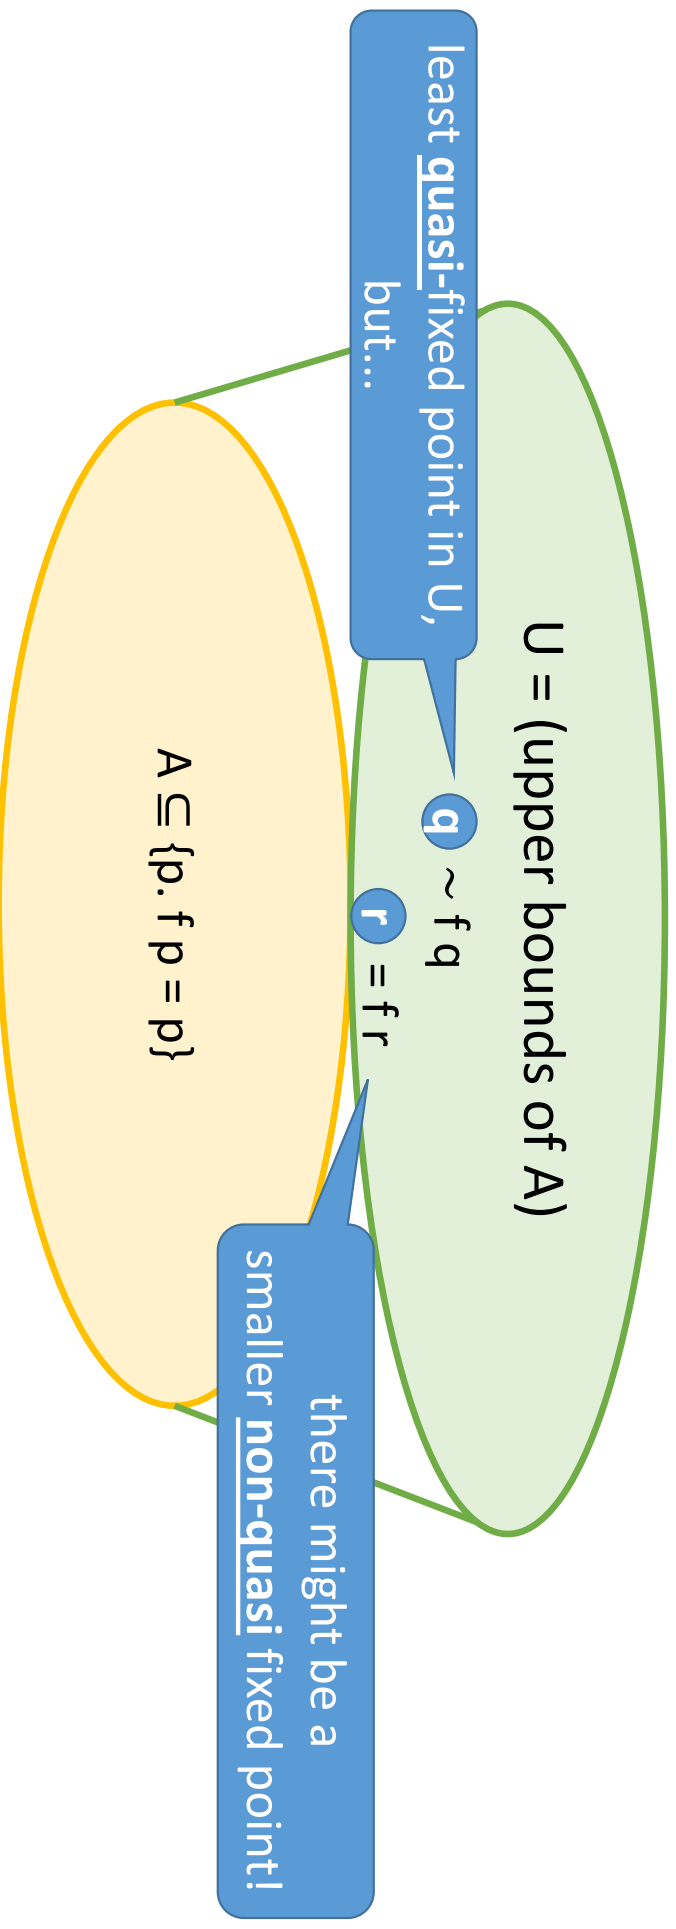 U = (upper bounds of A)
least quasi-fixed point in U,
but…
q ~ f q
r = f r
there might be a
smaller non-quasi fixed point!
A ⊆ {p. f p = p}